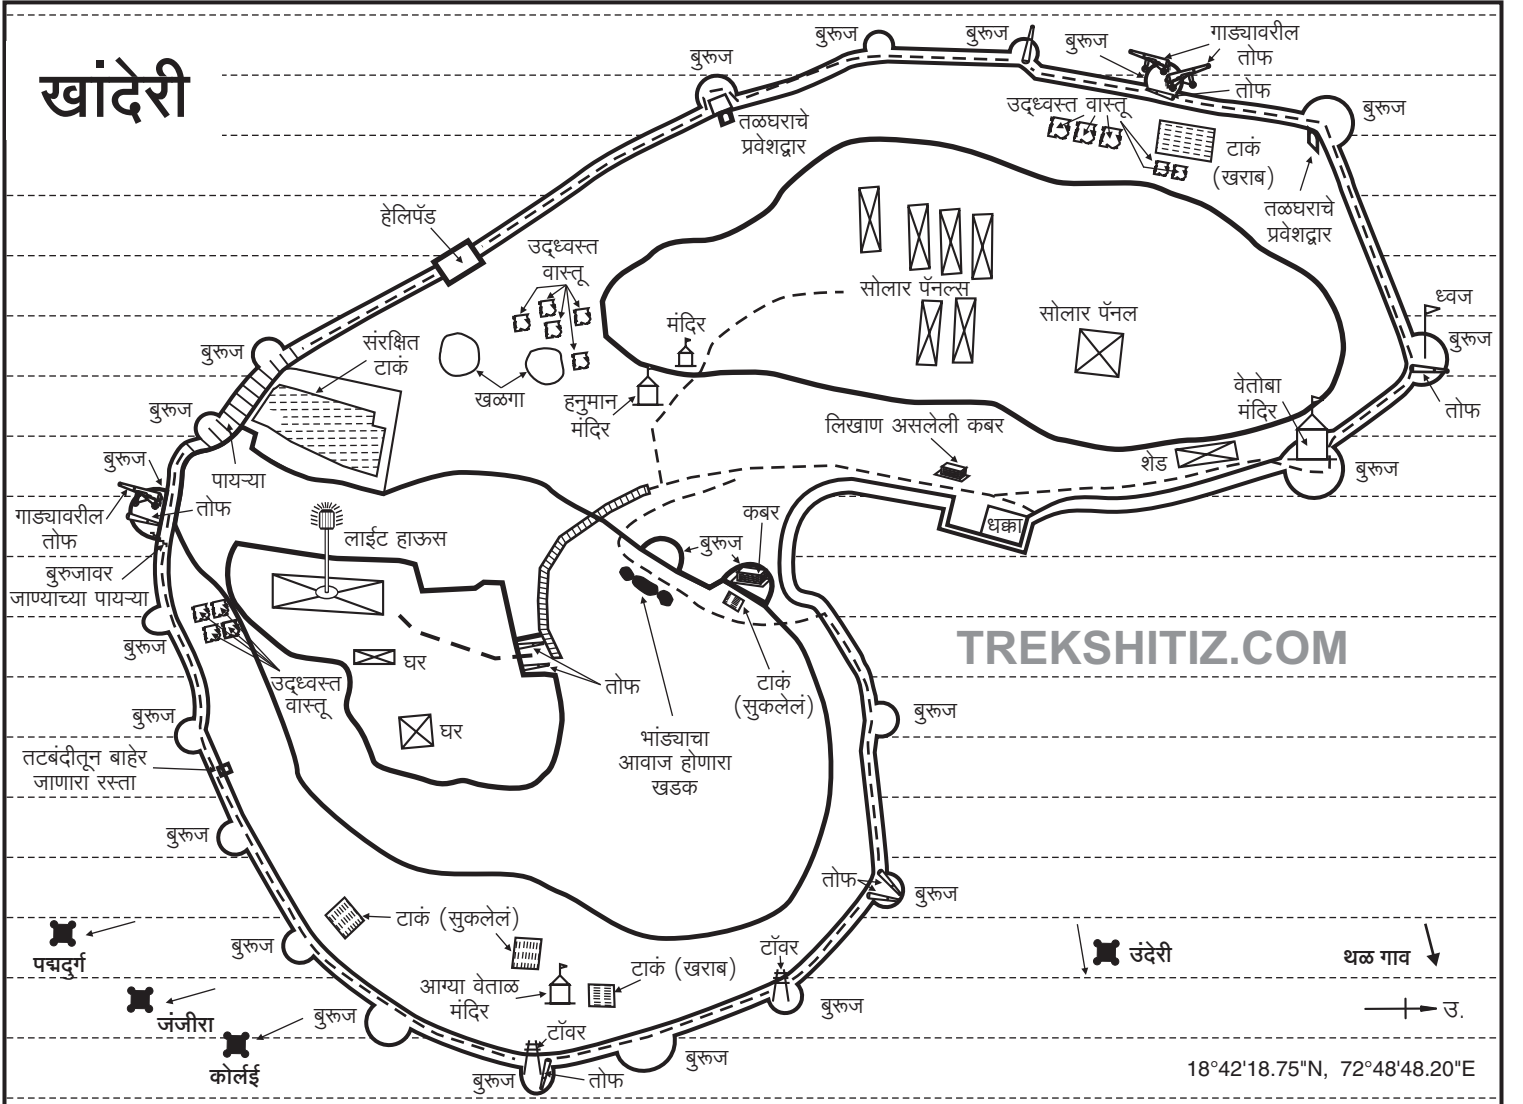 खांदेरी
बुरूज
बुरूज
बुरूज
बुरूज
गाड्यावरील
तोफ
तोफ
बुरूज
उद्ध्वस्त वास्तू
टाकं
(खराब)
तळघराचे
प्रवेशद्वार
तळघराचे
प्रवेशद्वार
हेलिपॅड
उद्ध्वस्त
वास्तू
सोलार पॅनल्स
सोलार पॅनल
ध्वज
बुरूज
तोफ
बुरूज
संरक्षित
टाकं
मंदिर
खळगा
हनुमान
मंदिर
वेतोबा
मंदिर
लिखाण असलेली कबर
शेड
बुरूज
बुरूज
बुरूज
पायऱ्या
तोफ
गाड्यावरील
तोफ
लाईट हाऊस
कबर
धक्का
बुरूज
बुरुजावर
जाण्याच्या पायऱ्या
बुरूज
उद्ध्वस्त
वास्तू
घर
तोफ
टाकं
(सुकलेलं)
TREKSHITIZ.COM
बुरूज
घर
बुरूज
भांड्याचा
आवाज होणारा
खडक
तटबंदीतून बाहेर
जाणारा रस्ता
बुरूज
तोफ
बुरूज
टाकं (सुकलेलं)
बुरूज
टॉवर
पद्मदुर्ग
उंदेरी
थळ गाव
टाकं (खराब)
आग्या वेताळ
मंदिर
जंजीरा
बुरूज
बुरूज
उ.
टॉवर
बुरूज
कोर्लई
बुरूज
तोफ
18°42'18.75"N, 72°48'48.20"E